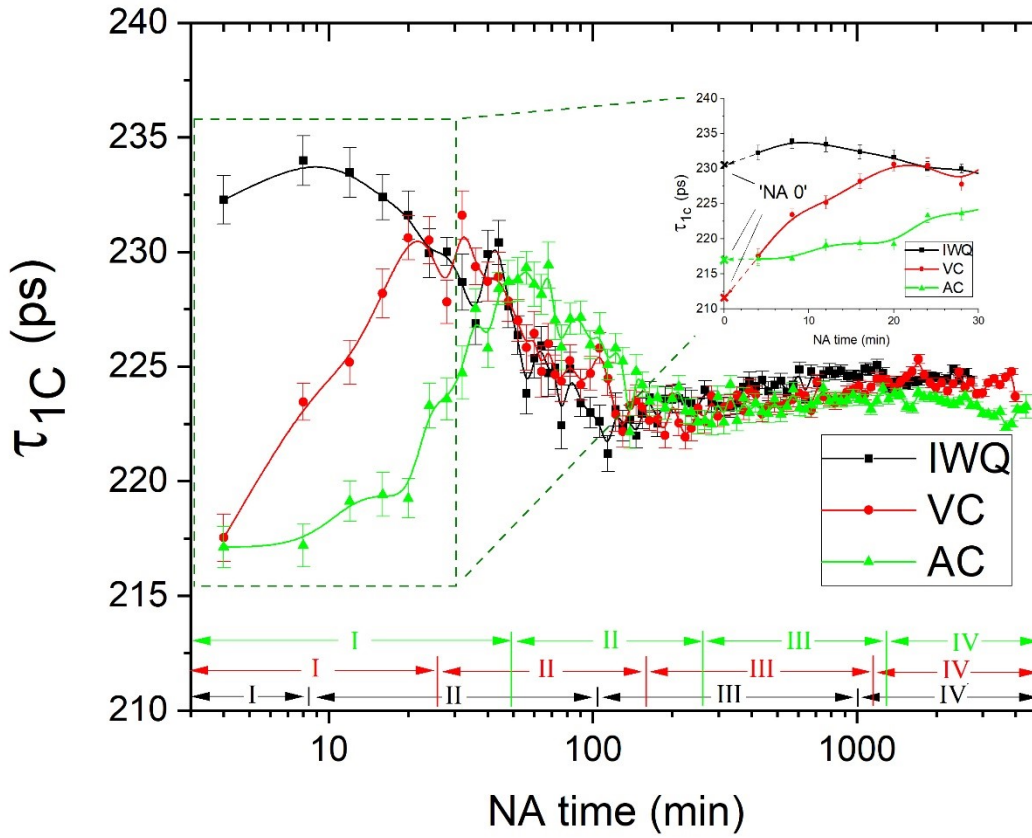 240
235
230
225
220
215
210
τ1C (ps)
10
100
1000
NA time (min)
240
235
230
225
220
215
210
τ1c (ps)
0
10
20
30
NA time (min)
'NA 0'
IWQ
VC
AC
IWQ
VC
AC
I II III IV
I II III IV
I II III IV